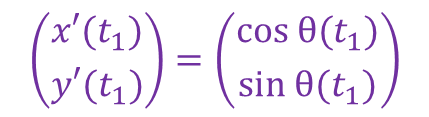 (x′(t₁)) = (cos θ(t₁))
(y′(t₁)) (sin θ(t₁))